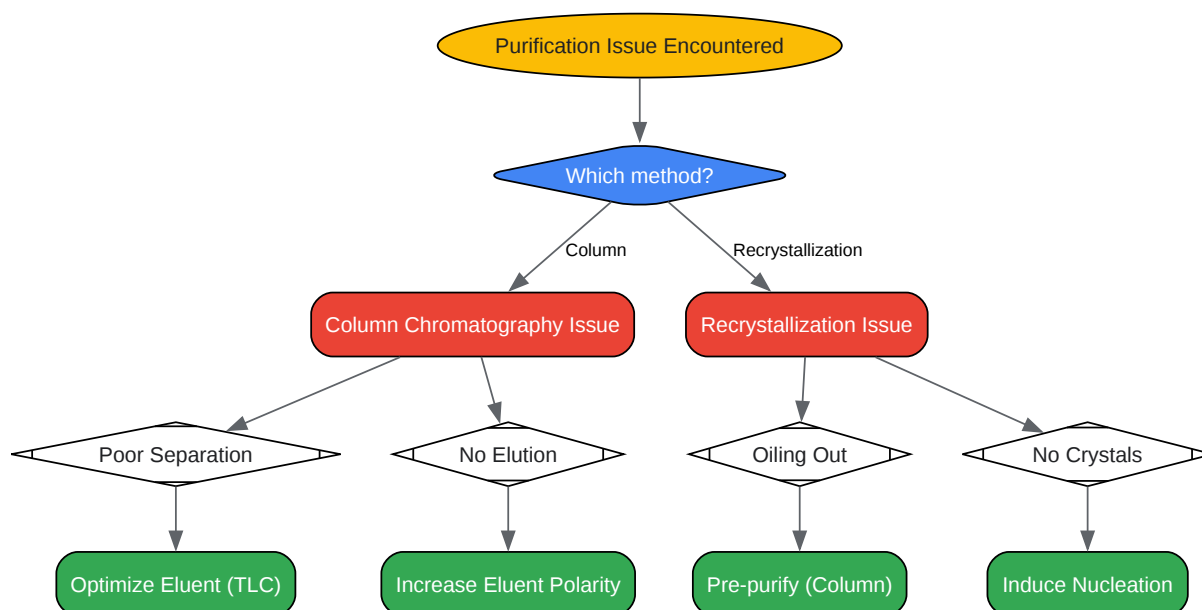 Purification Issue Encountered
Which method?
Column
Recrystallization
Column Chromatography Issue
Recrystallization Issue
Poor Separation
No Elution
Oiling Out
No Crystals
Optimize Eluent (TLC)
Increase Eluent Polarity
Pre-purify (Column)
Induce Nucleation